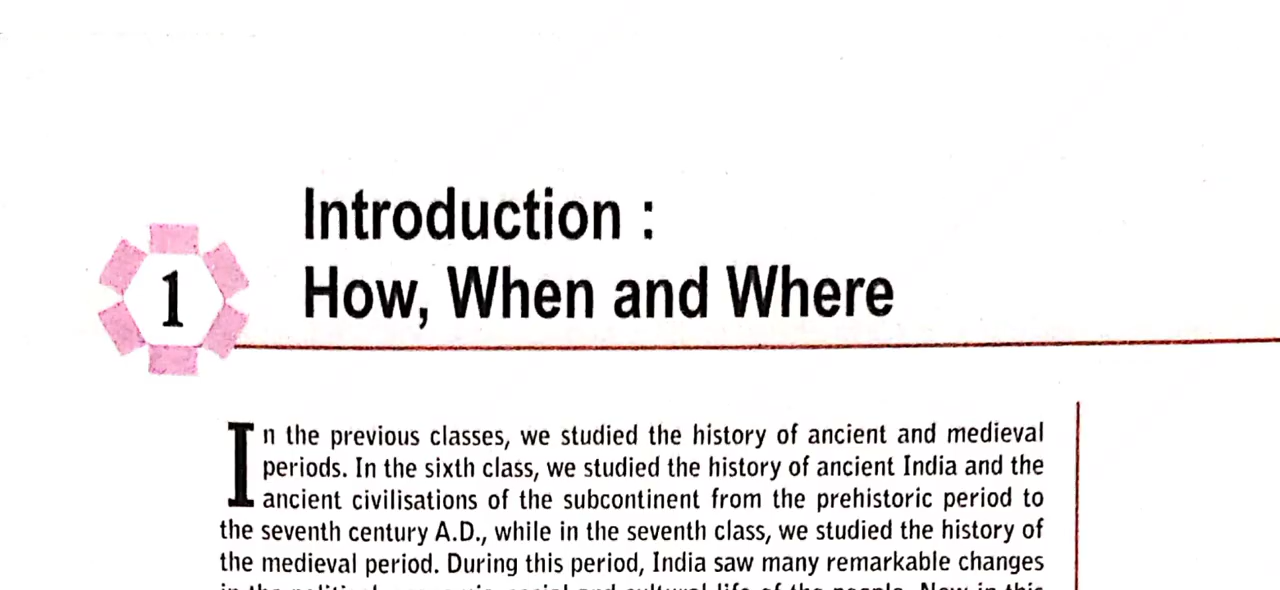 1
Introduction :
How, When and Where
In the previous classes, we studied the history of ancient and medieval
periods. In the sixth class, we studied the history of ancient India and the
ancient civilisations of the subcontinent from the prehistoric period to
the seventh century A.D., while in the seventh class, we studied the history of
the medieval period. During this period, India saw many remarkable changes